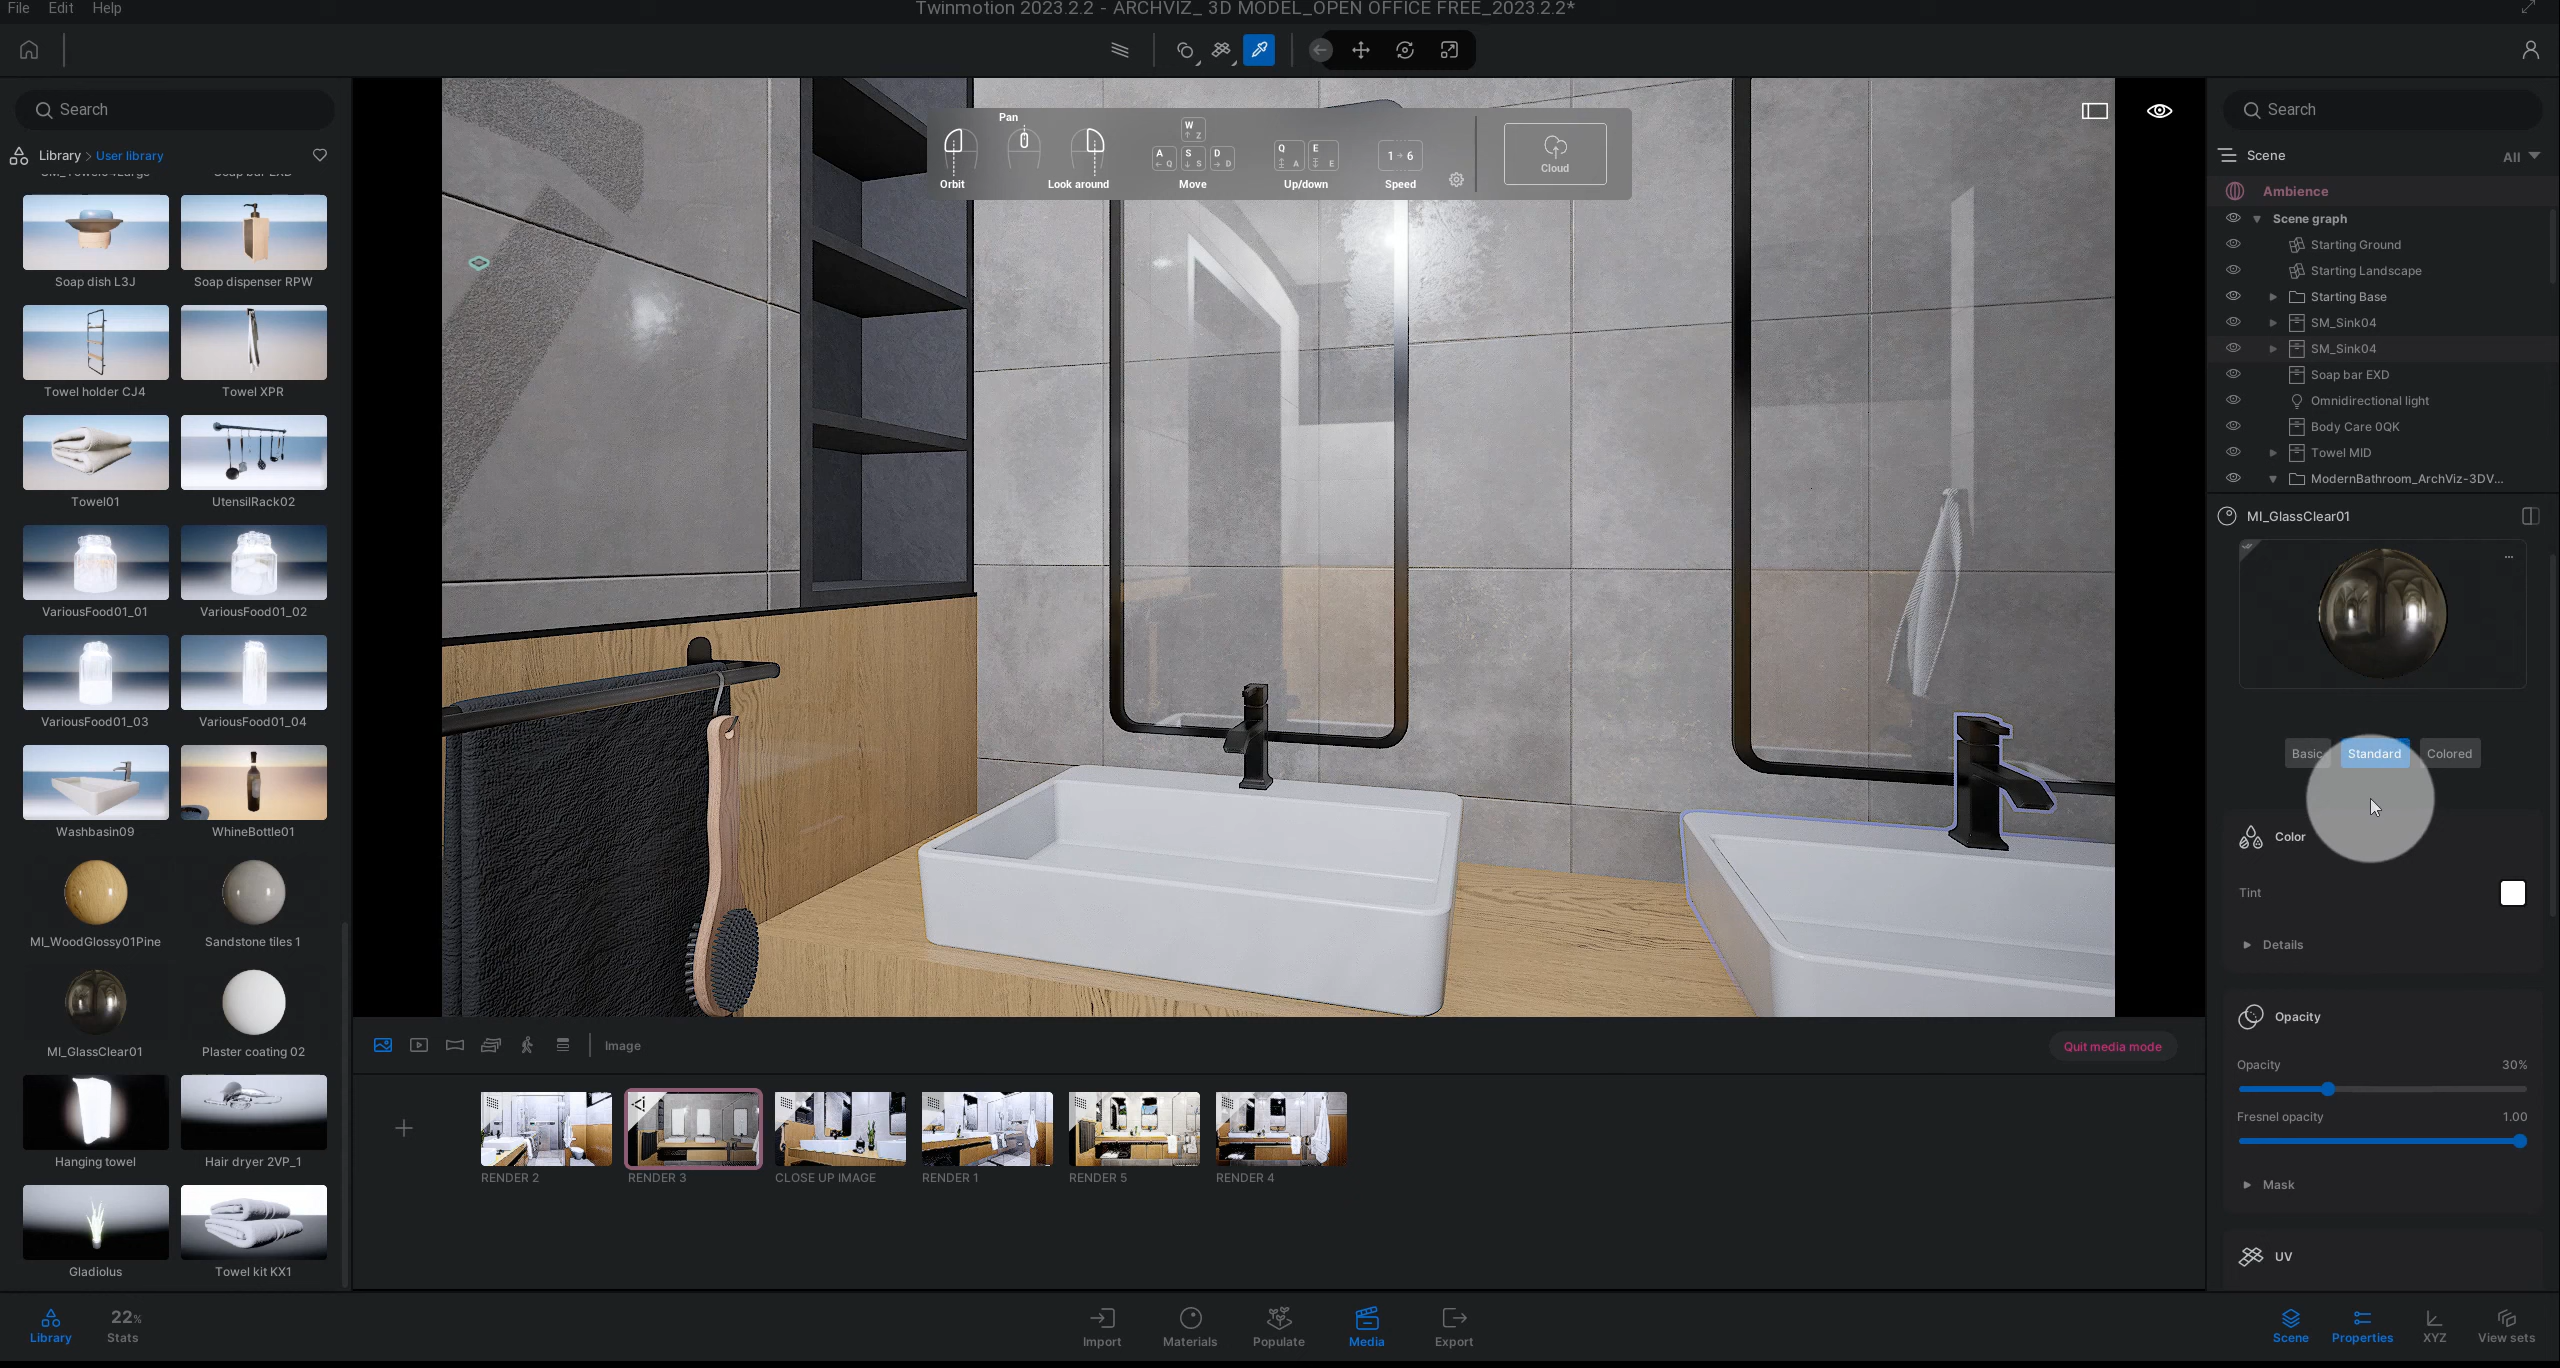 File Edit Help
Twinmotion 2023.2.2 - ARCHVIZ_ 3D MODEL_OPEN OFFICE FREE_2023.2.2*
Search
Library > User library
Soap dish L3J
Soap dispenser RPW
Towel holder CJ4
Towel XPR
Towel01
UtensilRack02
VariousFood01_01
VariousFood01_02
VariousFood01_03
VariousFood01_04
Washbasin09
WhineBottle01
MI_WoodGlossy01Pine
Sandstone tiles 1
MI_GlassClear01
Plaster coating 02
Hanging towel
Hair dryer 2VP_1
Gladiolus
Towel kit KX1
Pan
Orbit
Look around
W
Z
A
Q
S
S
D
D
Move
Q
A
E
E
Up/down
1 → 6
Speed
Cloud
Image
Quit media mode
RENDER 2
RENDER 3
CLOSE UP IMAGE
RENDER 1
RENDER 5
RENDER 4
Search
Scene
All
Ambience
Scene graph
Starting Ground
Starting Landscape
Starting Base
SM_Sink04
SM_Sink04
Soap bar EXD
Omnidirectional light
Body Care 0QK
Towel MID
ModernBathroom_ArchViz-3DV...
MI_GlassClear01
...
Basic
Standard
Colored
Color
Tint
Details
Opacity
Opacity 30%
Fresnel opacity 1.00
Mask
UV
Library
22%
Stats
Import
Materials
Populate
Media
Export
Scene
Properties
XYZ
View sets